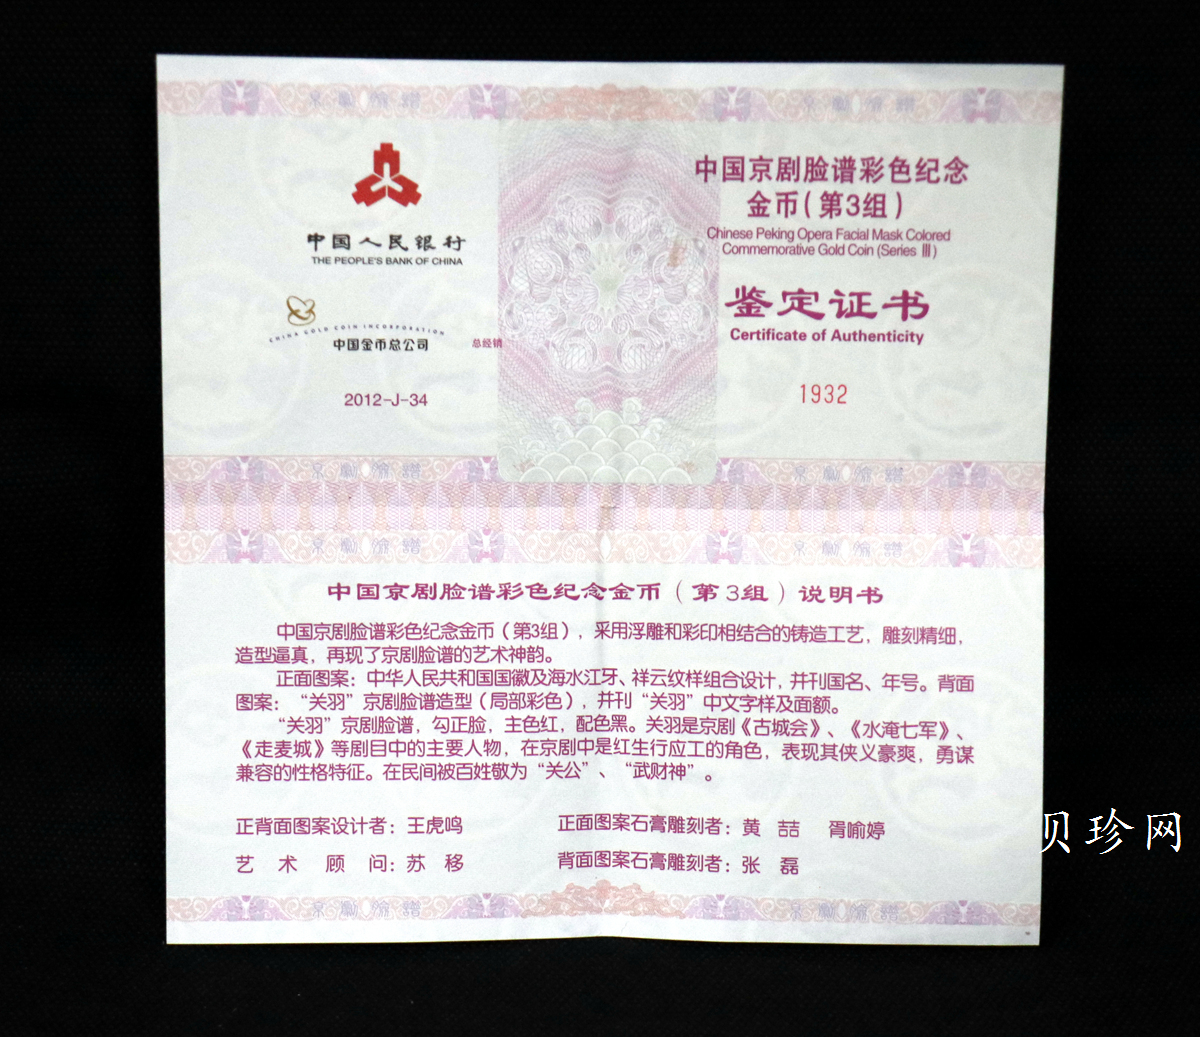 中国人民银行
THE PEOPLE'S BANK OF CHINA
CHINA GOLD COIN INCORPORATION
中国金币总公司 总经销
2012-J-34
中国京剧脸谱彩色纪念
金币(第3组)
Chinese Peking Opera Facial Mask Colored
Commemorative Gold Coin (Series Ⅲ)
鉴定证书
Certificate of Authenticity
1932
中国京剧脸谱彩色纪念金币(第3组)说明书
中国京剧脸谱彩色纪念金币(第3组),采用浮雕和彩印相结合的铸造工艺,雕刻精细,
造型逼真,再现了京剧脸谱的艺术神韵。
正面图案:中华人民共和国国徽及海水江牙、祥云纹样组合设计,并刊国名、年号。背面
图案:“关羽”京剧脸谱造型(局部彩色),并刊“关羽”中文字样及面额。
“关羽”京剧脸谱,勾正脸,主色红,配色黑。关羽是京剧《古城会》、《水淹七军》、
《走麦城》等剧目中的主要人物,在京剧中是红生行应工的角色,表现其侠义豪爽,勇谋
兼容的性格特征。在民间被百姓敬为“关公”、“武财神”。
正背面图案设计者:王虎鸣 正面图案石膏雕刻者:黄喆 胥喻婷
艺术顾问:苏移 背面图案石膏雕刻者:张磊
贝珍网